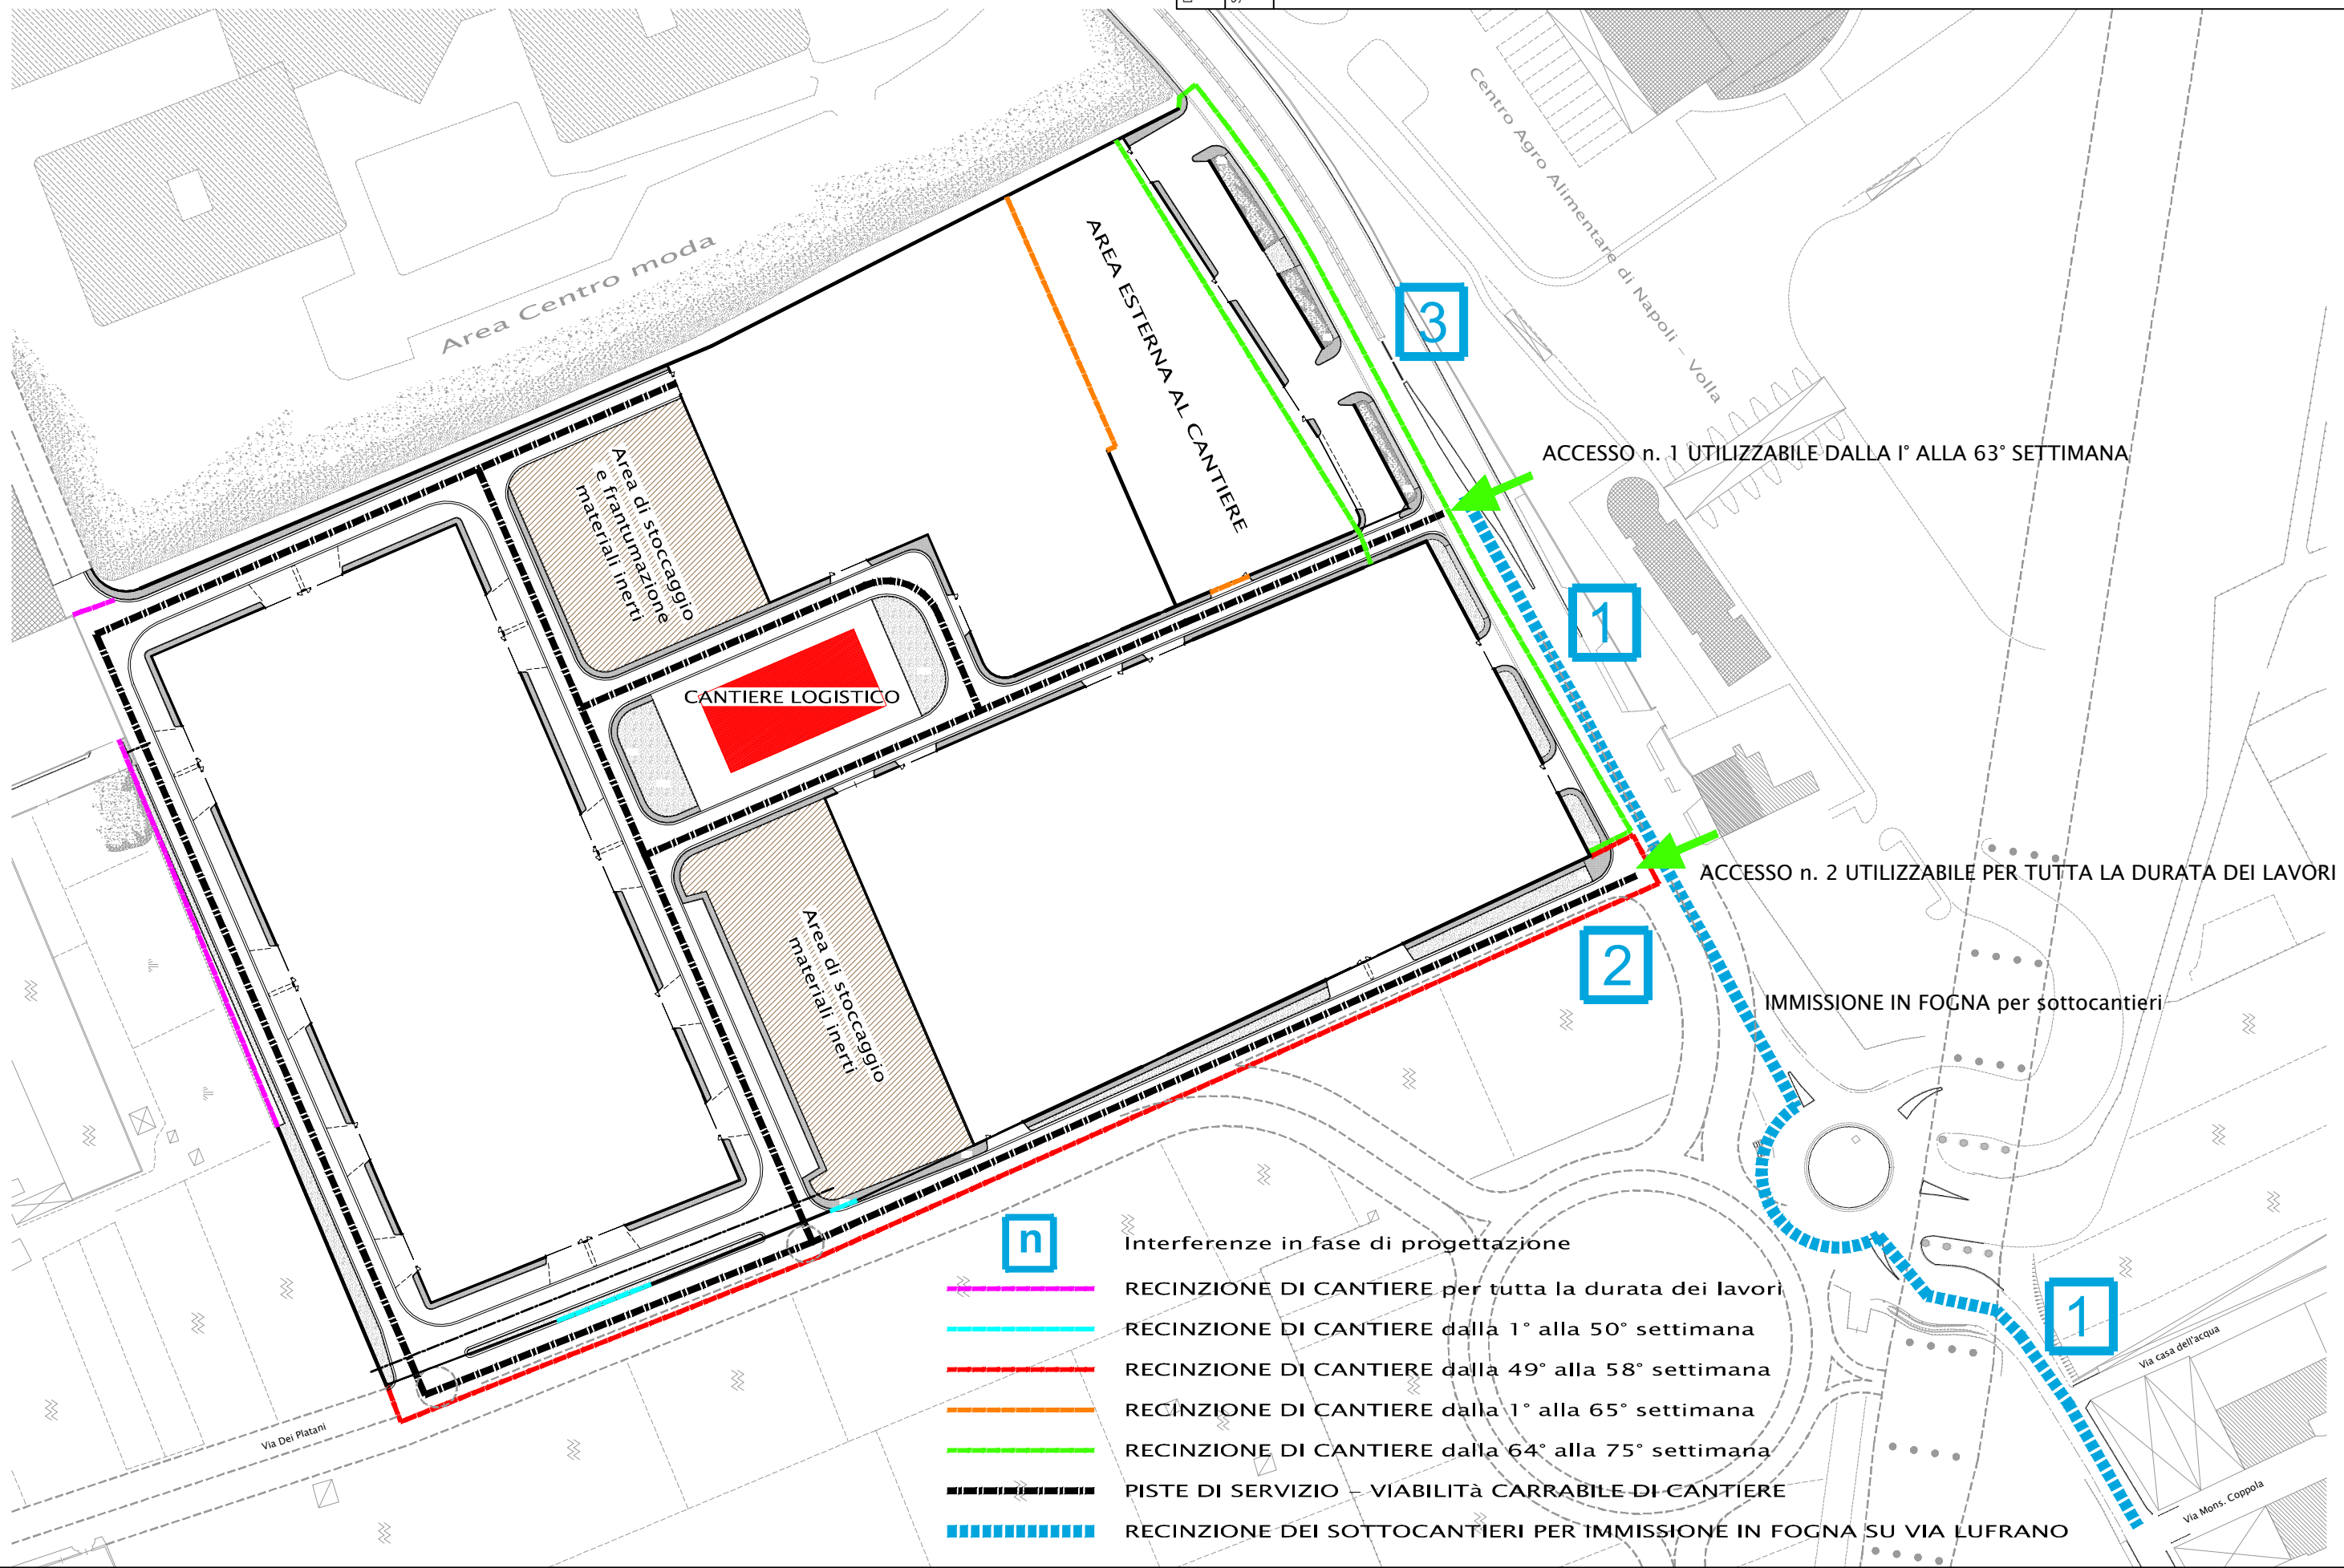 Centro Agro Alimentare di Napoli - Volla
Area Centro moda
AREA ESTERNA AL CANTIERE
3
ACCESSO n. 1 UTILIZZABILE DALLA I° ALLA 63° SETTIMANA
Area di stoccaggio
e frantumazione
materiali inerti
1
CANTIERE LOGISTICO
ACCESSO n. 2 UTILIZZABILE PER TUTTA LA DURATA DEI LAVORI
2
Area di stoccaggio
materiali inerti
IMMISSIONE IN FOGNA per sottocantieri
n
Interferenze in fase di progettazione
RECINZIONE DI CANTIERE per tutta la durata dei lavori
RECINZIONE DI CANTIERE dalla 1° alla 50° settimana
RECINZIONE DI CANTIERE dalla 49° alla 58° settimana
RECINZIONE DI CANTIERE dalla 1° alla 65° settimana
RECINZIONE DI CANTIERE dalla 64° alla 75° settimana
PISTE DI SERVIZIO - VIABILITà CARRABILE DI CANTIERE
RECINZIONE DEI SOTTOCANTIERI PER IMMISSIONE IN FOGNA SU VIA LUFRANO
1
Via casa dell'acqua
Via Dei Platani
Via Mons. Coppola